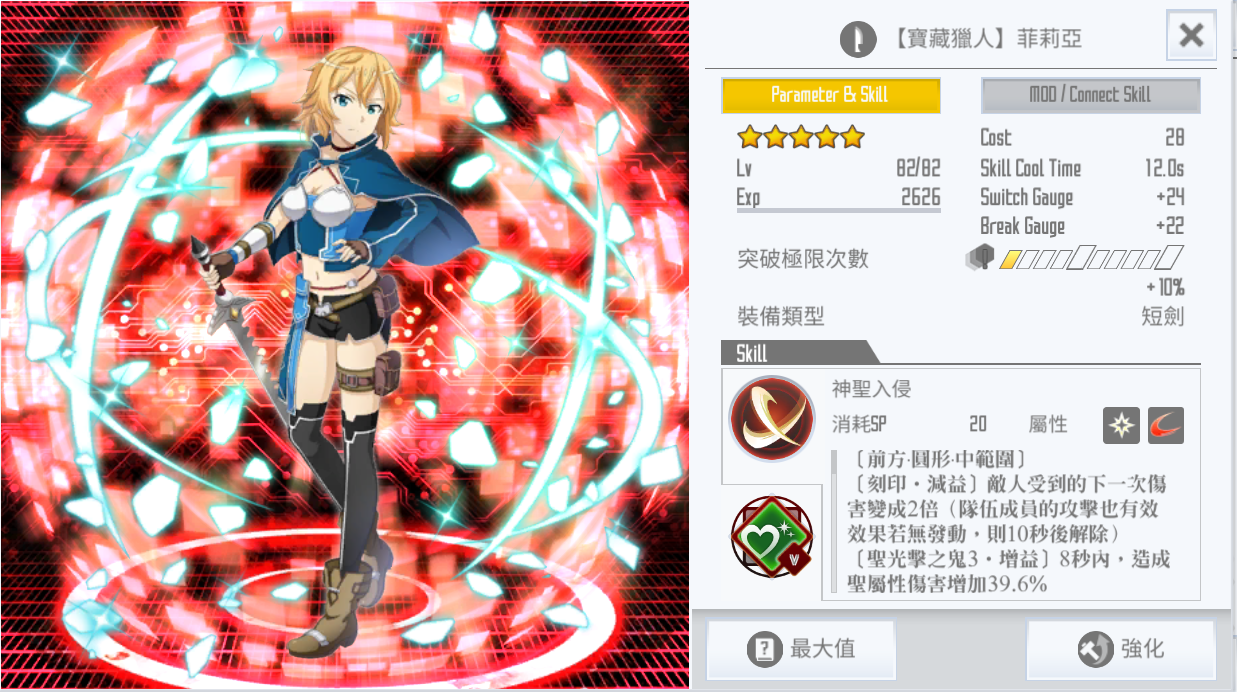 【寶藏獵人】菲莉亞
Parameter & Skill
MOD / Connect Skill
Lv 82/82
Exp 2626
Cost 28
Skill Cool Time 12.0s
Switch Gauge +24
Break Gauge +22
突破極限次數
+10%
裝備類型 短劍
Skill
神聖入侵
消耗SP 20 屬性
〔前方·圓形·中範圍〕
〔刻印・減益〕敵人受到的下一次傷
害變成2倍（隊伍成員的攻擊也有效
效果若無發動，則10秒後解除）
〔聖光擊之鬼3・增益〕8秒內，造成
聖屬性傷害增加39.6%
V
最大值
強化